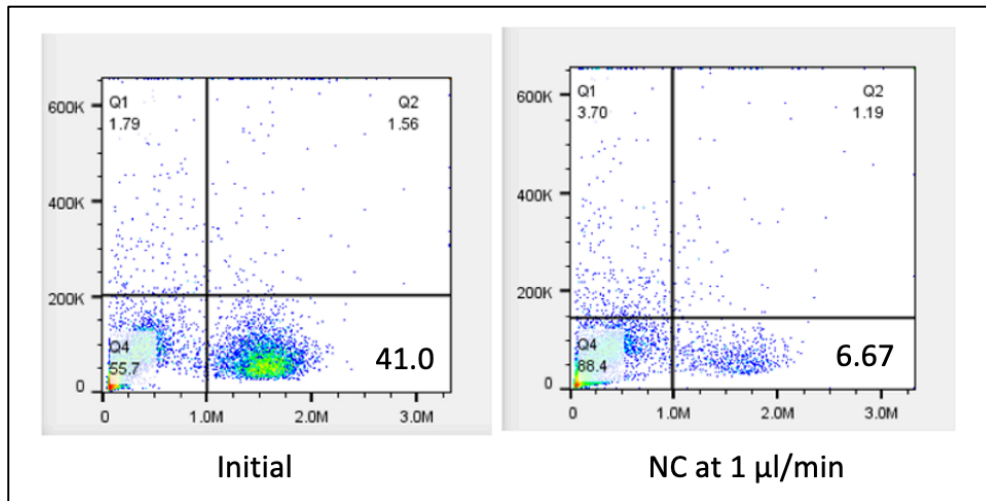 Q1
1.79
Q2
1.56
600K
400K
200K
0
Q4
55.7
41.0
0 1.0M 2.0M 3.0M
Initial
Q1
3.70
Q2
1.19
600K
400K
200K
0
Q4
88.4
6.67
0 1.0M 2.0M 3.0M
NC at 1 µl/min